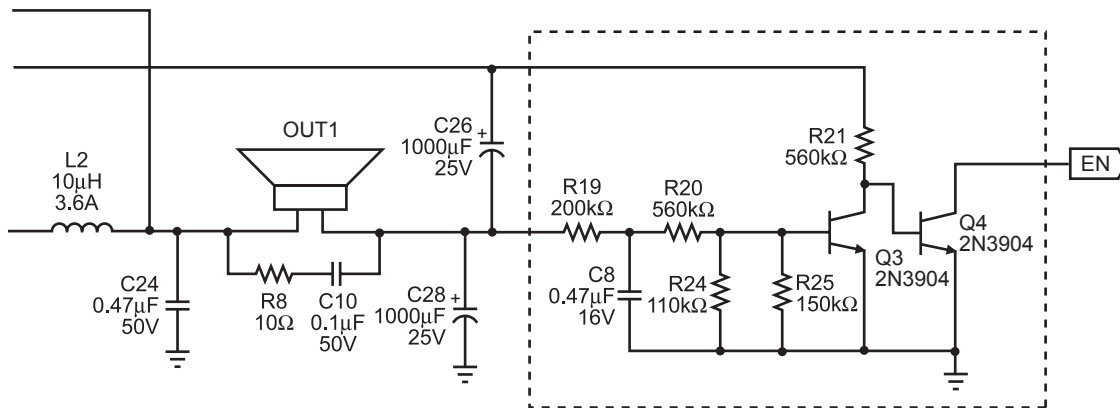 OUT1
L2
10μH
3.6A
C24
0.47μF
50V
R8
10Ω
C10
0.1μF
50V
C26
+
1000μF
25V
C28
+
1000μF
25V
R19
200kΩ
R20
560kΩ
C8
0.47μF
16V
R24
110kΩ
R25
150kΩ
R21
560kΩ
Q3
2N3904
Q4
2N3904
EN